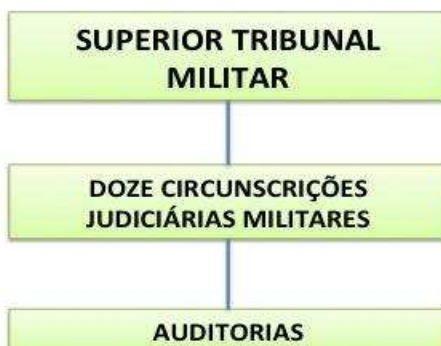 SUPERIOR TRIBUNAL
MILITAR
DOZE CIRCUNSCRIÇÕES
JUDICIÁRIAS MILITARES
AUDITORIAS